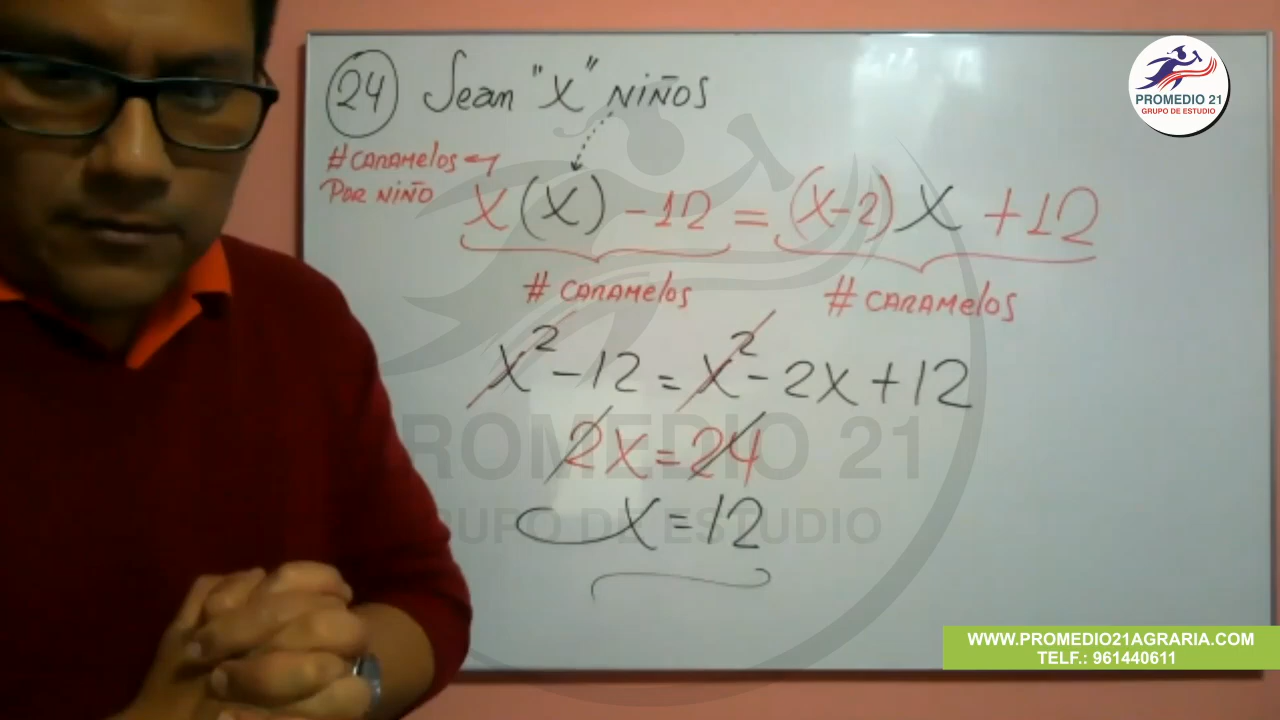 24 Sean "X" NIÑOS
# CARAMELOS
POR NIÑO
X(X) - 12 = (X-2)X + 12
# CARAMELOS # CARAMELOS
X² - 12 = X² - 2X + 12
2X = 24
X = 12
PROMEDIO 21
GRUPO DE ESTUDIO
PROMEDIO 21
GRUPO DE ESTUDIO
WWW.PROMEDIO21AGRARIA.COM
TELF.: 961440611